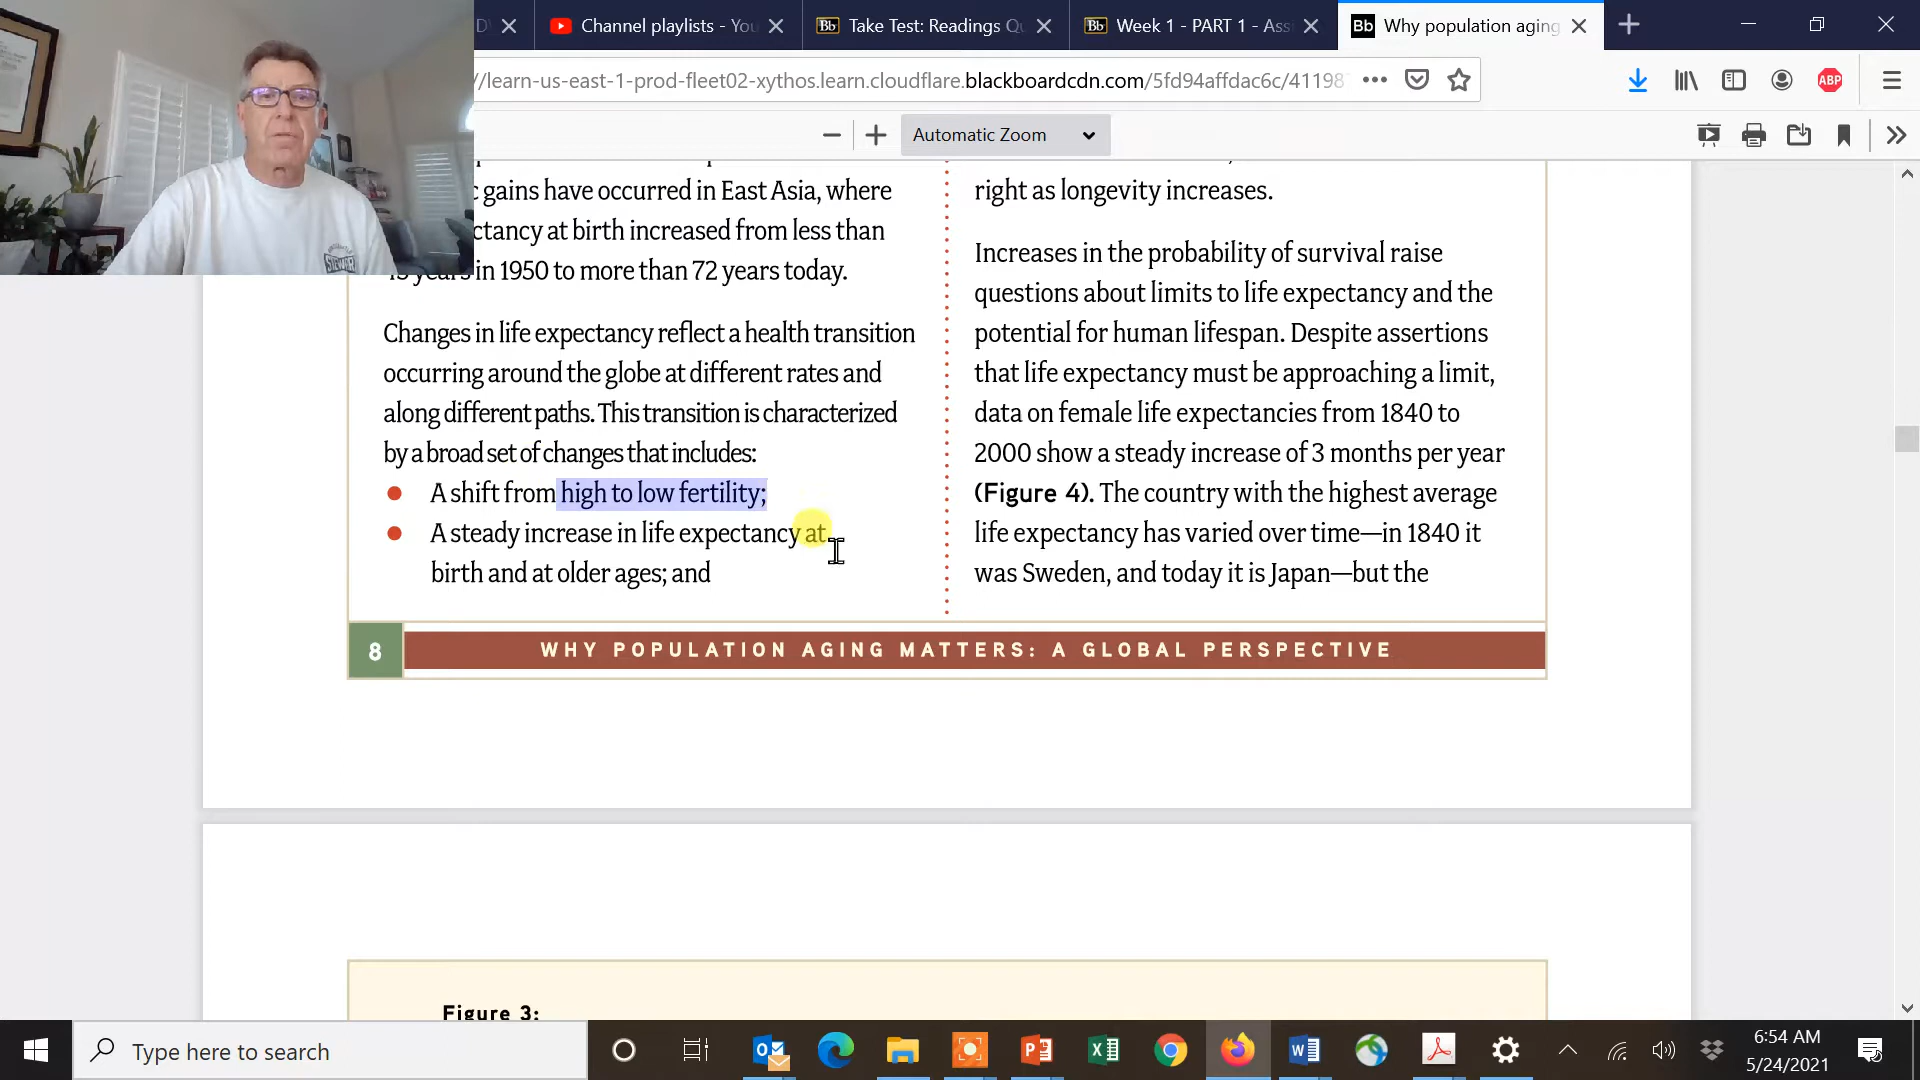 Channel playlists - You
Bb Take Test: Readings Qu
Bb Week 1 - PART 1 - Ass
Bb Why population aging
//learn-us-east-1-prod-fleet02-xythos.learn.cloudflare.blackboardcdn.com/5fd94affdac6c/41198
ABP
Automatic Zoom
gains have occurred in East Asia, where
ctancy at birth increased from less than
years in 1950 to more than 72 years today.
Changes in life expectancy reflect a health transition
occurring around the globe at different rates and
along different paths. This transition is characterized
by a broad set of changes that includes:
● A shift from high to low fertility;
● A steady increase in life expectancy at
birth and at older ages; and
right as longevity increases.
Increases in the probability of survival raise
questions about limits to life expectancy and the
potential for human lifespan. Despite assertions
that life expectancy must be approaching a limit,
data on female life expectancies from 1840 to
2000 show a steady increase of 3 months per year
(Figure 4). The country with the highest average
life expectancy has varied over time—in 1840 it
was Sweden, and today it is Japan—but the
8 WHY POPULATION AGING MATTERS: A GLOBAL PERSPECTIVE
Figure 3:
Type here to search
6:54 AM
5/24/2021